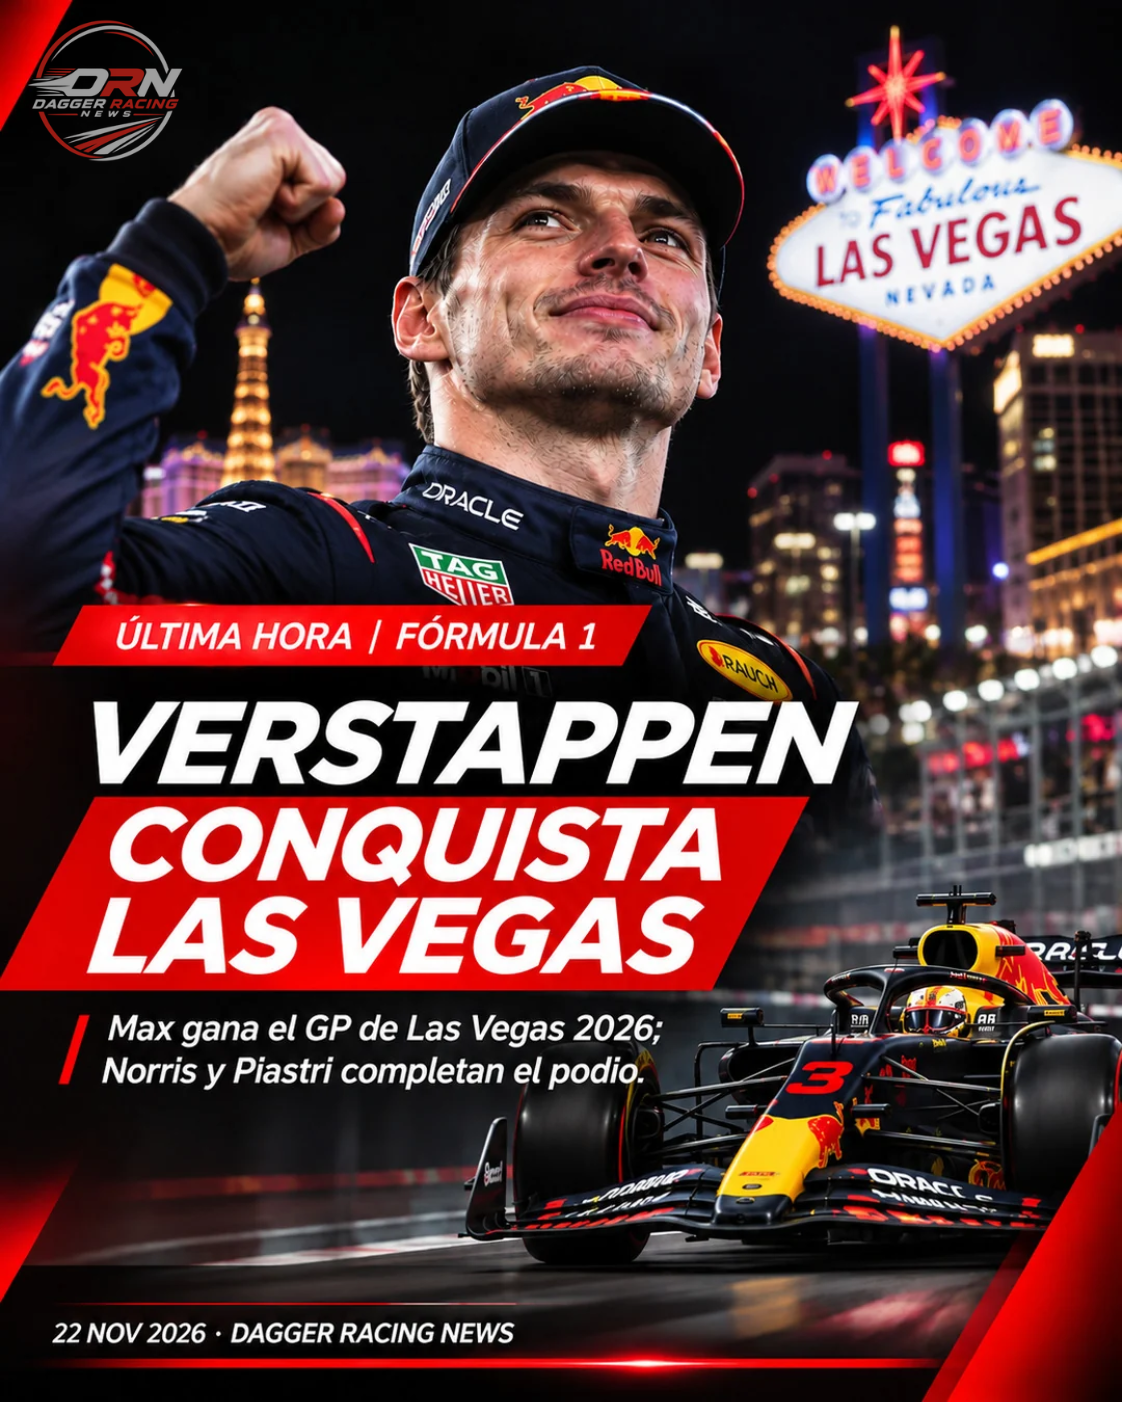 DRN
DAGGER RACING
NEWS
WELCOME
TO Fabulous
LAS VEGAS
NEVADA
ORACLE
TAG
HEUER
Red Bull
RAUCH
ÚLTIMA HORA | FÓRMULA 1
VERSTAPPEN
CONQUISTA
LAS VEGAS
Max gana el GP de Las Vegas 2026;
Norris y Piastri completan el podio.
3
ORACLE
22 NOV 2026 · DAGGER RACING NEWS